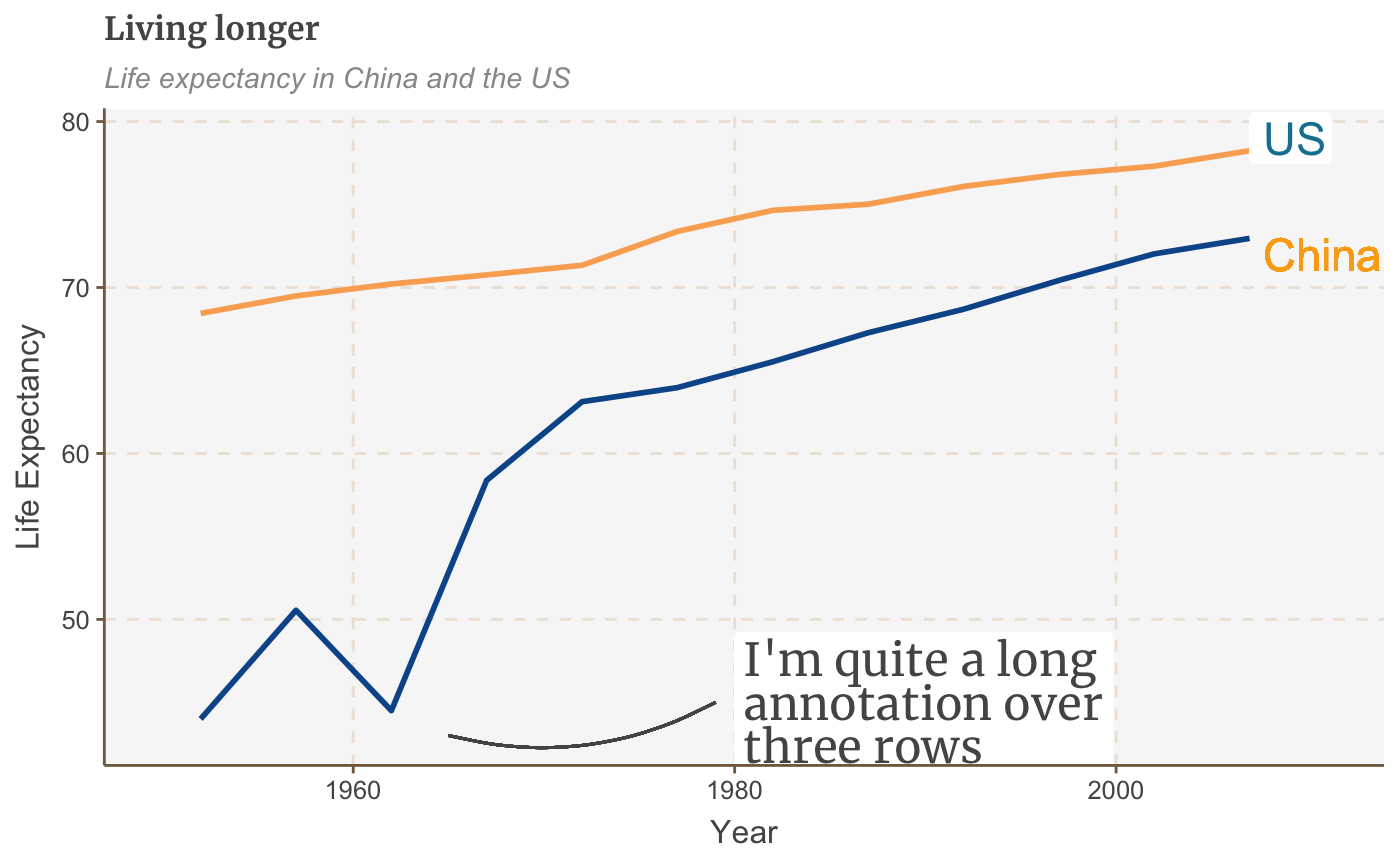 Living longer
Life expectancy in China and the US
80
US
China
70
Life Expectancy
60
50
I'm quite a long
annotation over
three rows
1960
1980
2000
Year